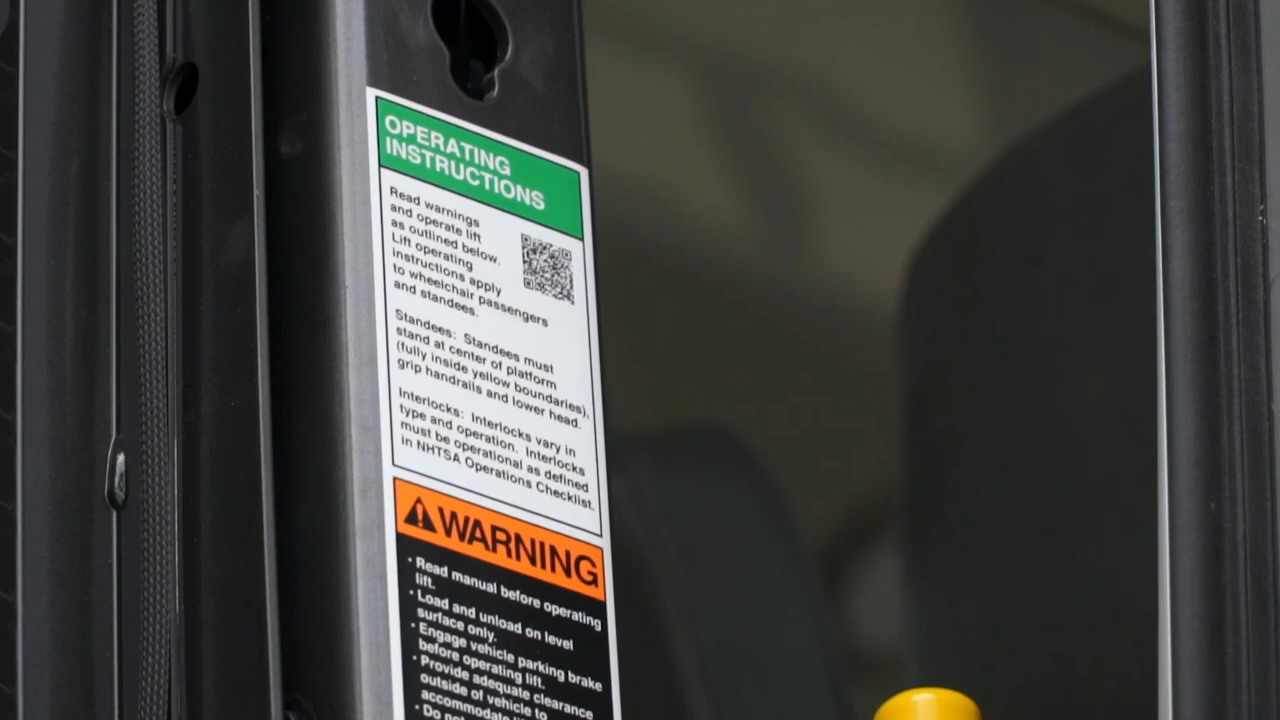 OPERATING
INSTRUCTIONS
Read warnings
and operate lift
as outlined below.
Lift operating
instructions apply
to wheelchair passengers
and standees.
Standees: Standees must
stand at center of platform
(fully inside yellow boundaries),
grip handrails and lower head.
Interlocks: Interlocks vary in
type and operation. Interlocks
must be operational as defined
in NHTSA Operations Checklist.
WARNING
• Read manual before operating
lift.
• Load and unload on level
surface only.
• Engage vehicle parking brake
before operating lift.
• Provide adequate clearance
outside of vehicle to
accommodate
• Do not